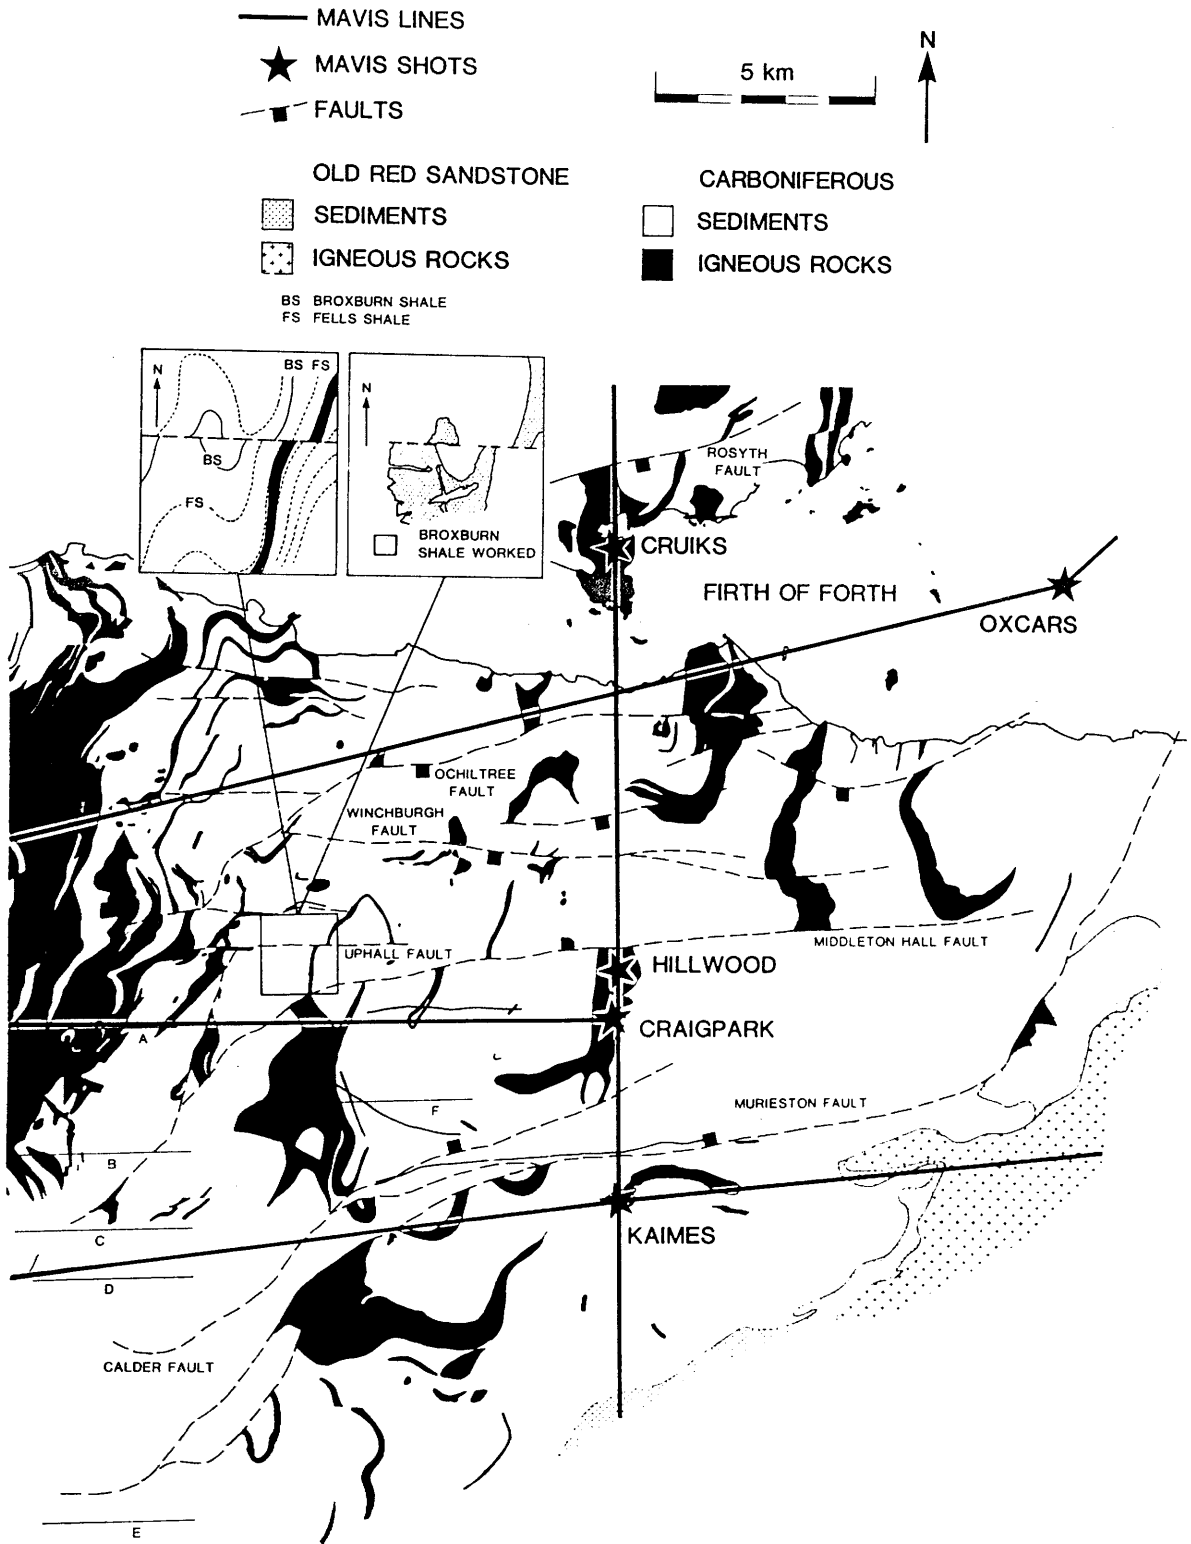 MAVIS LINES
MAVIS SHOTS
FAULTS
5 km
N
OLD RED SANDSTONE
SEDIMENTS
IGNEOUS ROCKS
CARBONIFEROUS
SEDIMENTS
IGNEOUS ROCKS
BS BROXBURN SHALE
FS FELLS SHALE
N
BS FS
BS
FS
N
BROXBURN
SHALE WORKED
ROSYTH
FAULT
CRUIKS
FIRTH OF FORTH
OXCARS
OCHILTREE
FAULT
WINCHBURGH
FAULT
UPHALL FAULT
MIDDLETON HALL FAULT
HILLWOOD
CRAIGPARK
A
F
MURIESTON FAULT
B
C
KAIMES
D
CALDER FAULT
E